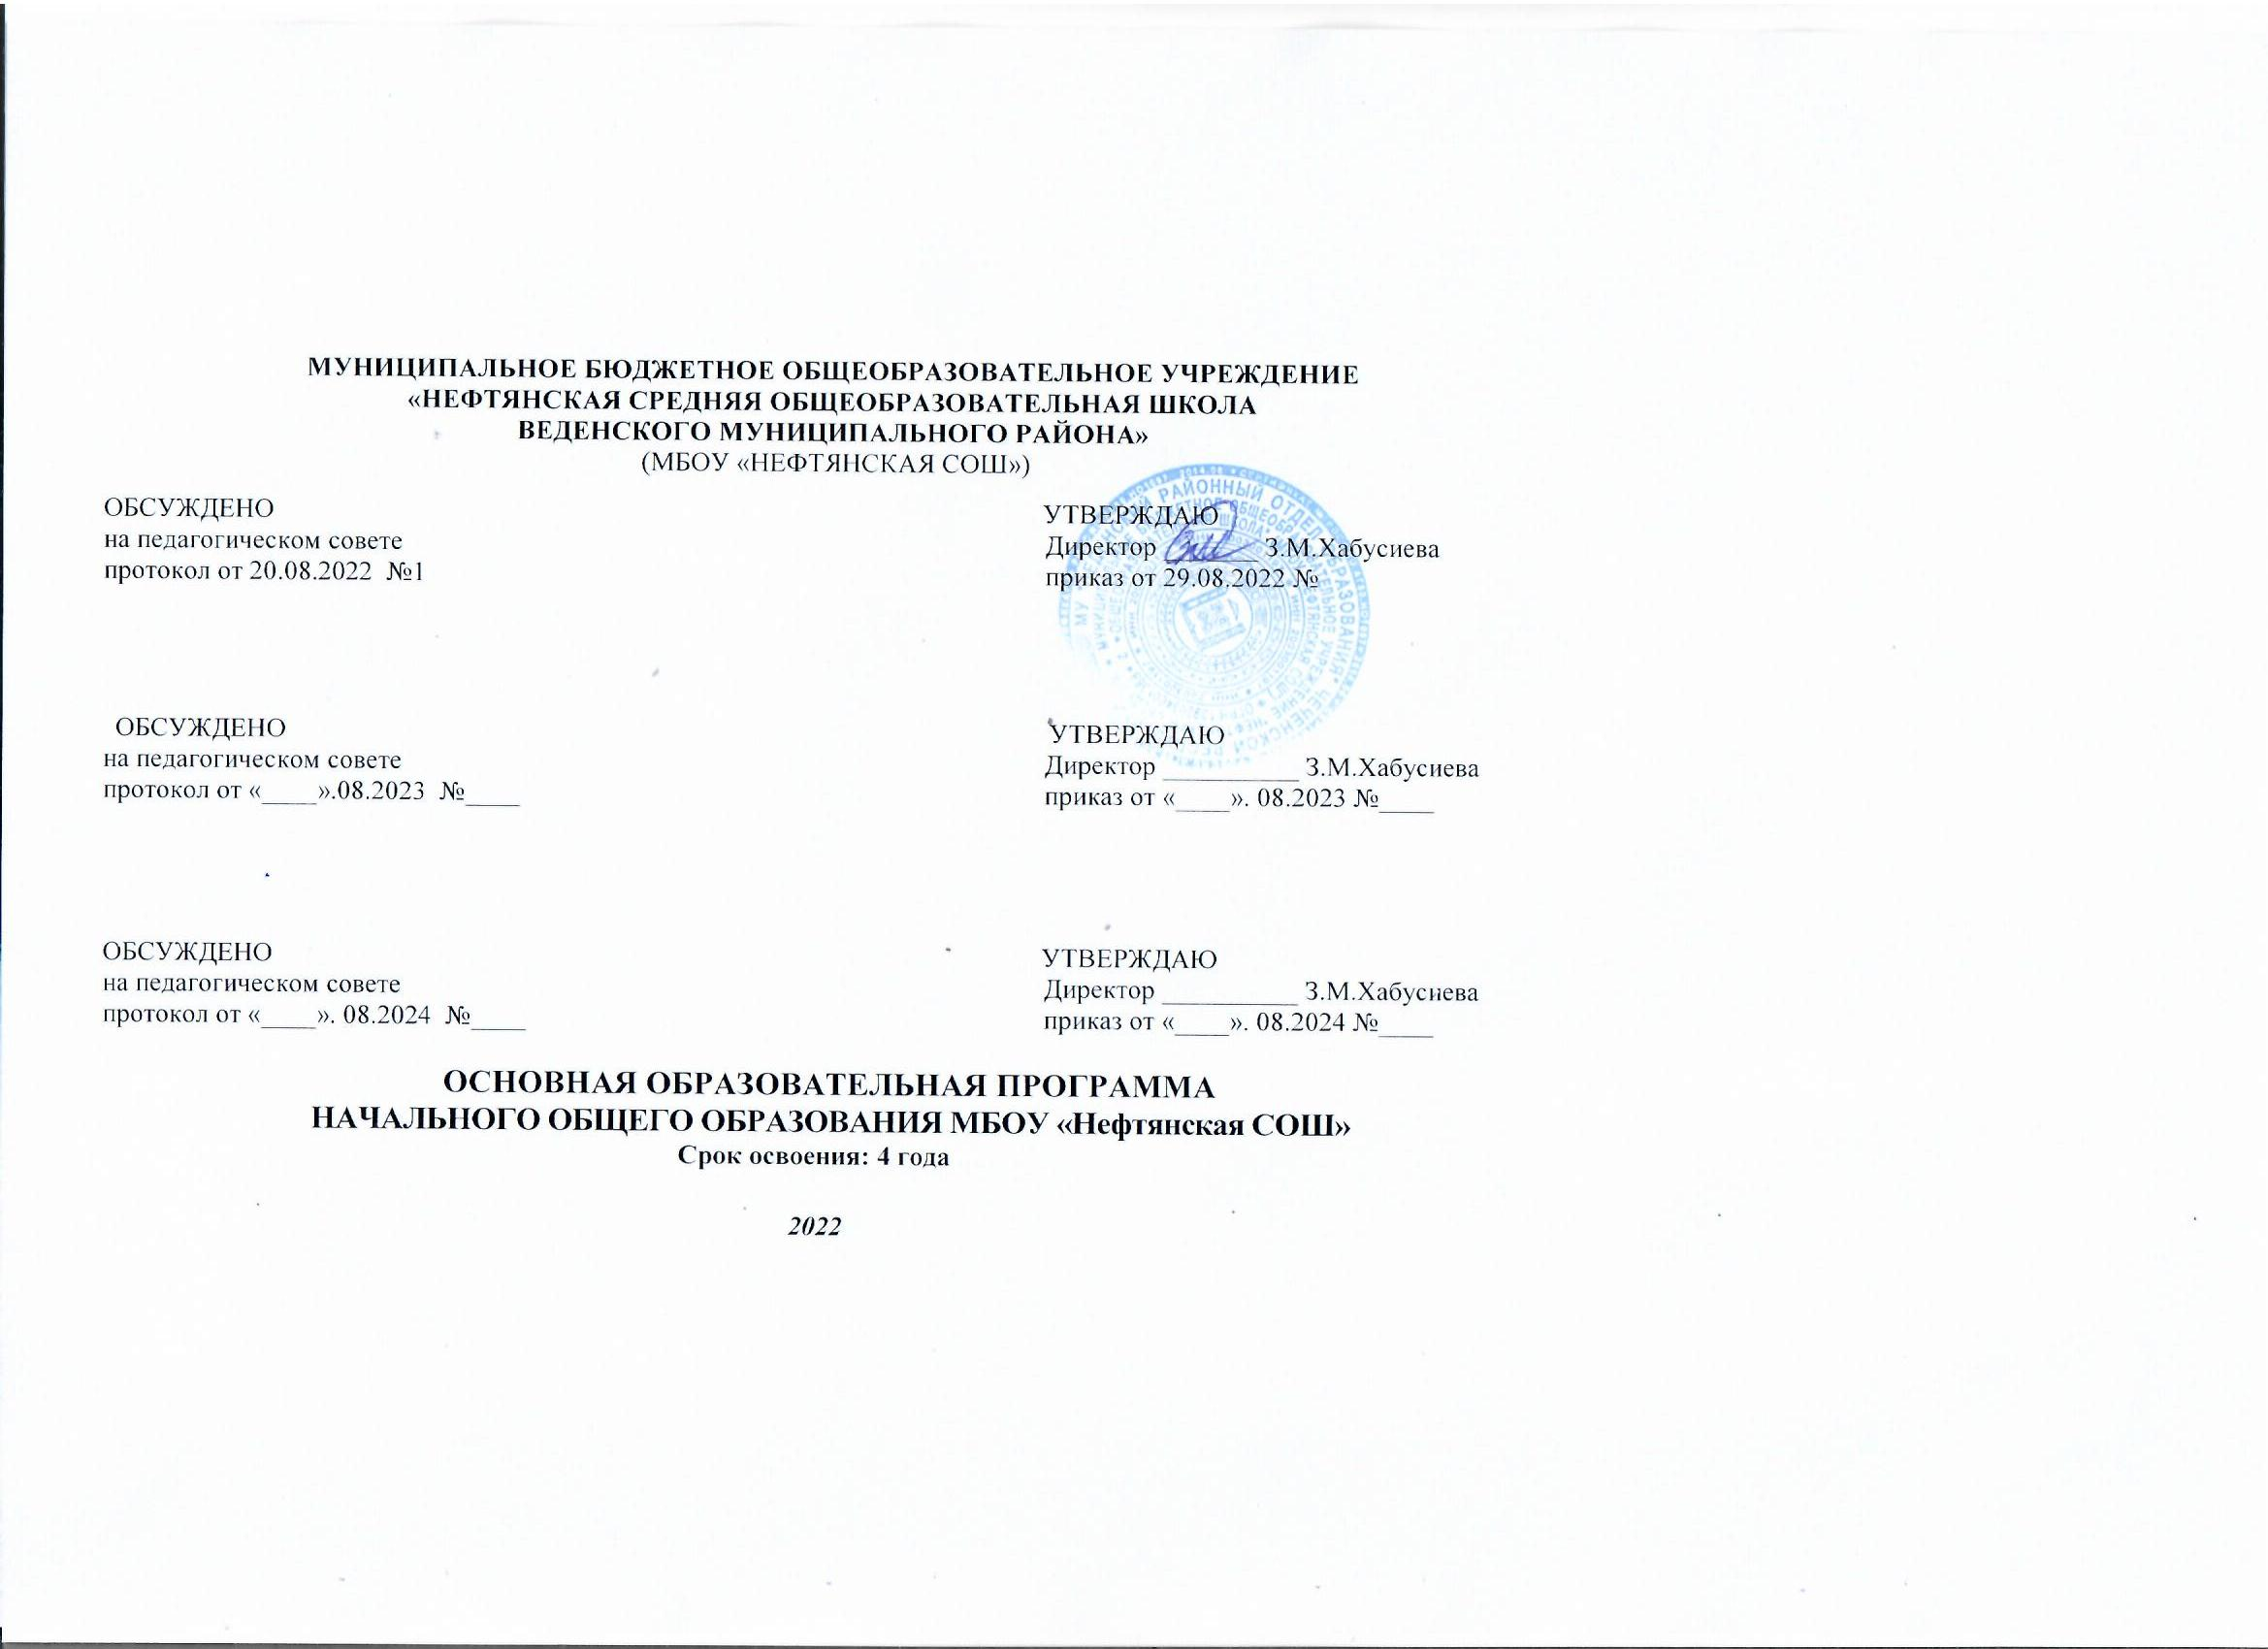 МУНИЦИПАЛЬНОЕ БЮДЖЕТНОЕ ОБЩЕОБРАЗОВАТЕЛЬНОЕ УЧРЕЖДЕНИЕ
«НЕФТЯНСКАЯ СРЕДНЯЯ ОБЩЕОБРАЗОВАТЕЛЬНАЯ ШКОЛА
ВЕДЕНСКОГО МУНИЦИПАЛЬНОГО РАЙОНА»
(МБОУ «НЕФТЯНСКАЯ СОШ»)
ОБСУЖДЕНО
на педагогическом совете
протокол от 20.08.2022 №1
УТВЕРЖДАЮ
Директор _______ З.М.Хабусиева
приказ от 29.08.2022 №
РАЙОННЫЙ ОТДЕЛ ОБРАЗОВАНИЯ
ОБСУЖДЕНО
на педагогическом совете
протокол от «____».08.2023 №____
УТВЕРЖДАЮ
Директор __________ З.М.Хабусиева
приказ от «____». 08.2023 №____
ОБСУЖДЕНО
на педагогическом совете
протокол от «____». 08.2024 №____
УТВЕРЖДАЮ
Директор __________ З.М.Хабусиева
приказ от «____». 08.2024 №____
ОСНОВНАЯ ОБРАЗОВАТЕЛЬНАЯ ПРОГРАММА
НАЧАЛЬНОГО ОБЩЕГО ОБРАЗОВАНИЯ МБОУ «Нефтянская СОШ»
Срок освоения: 4 года
2022